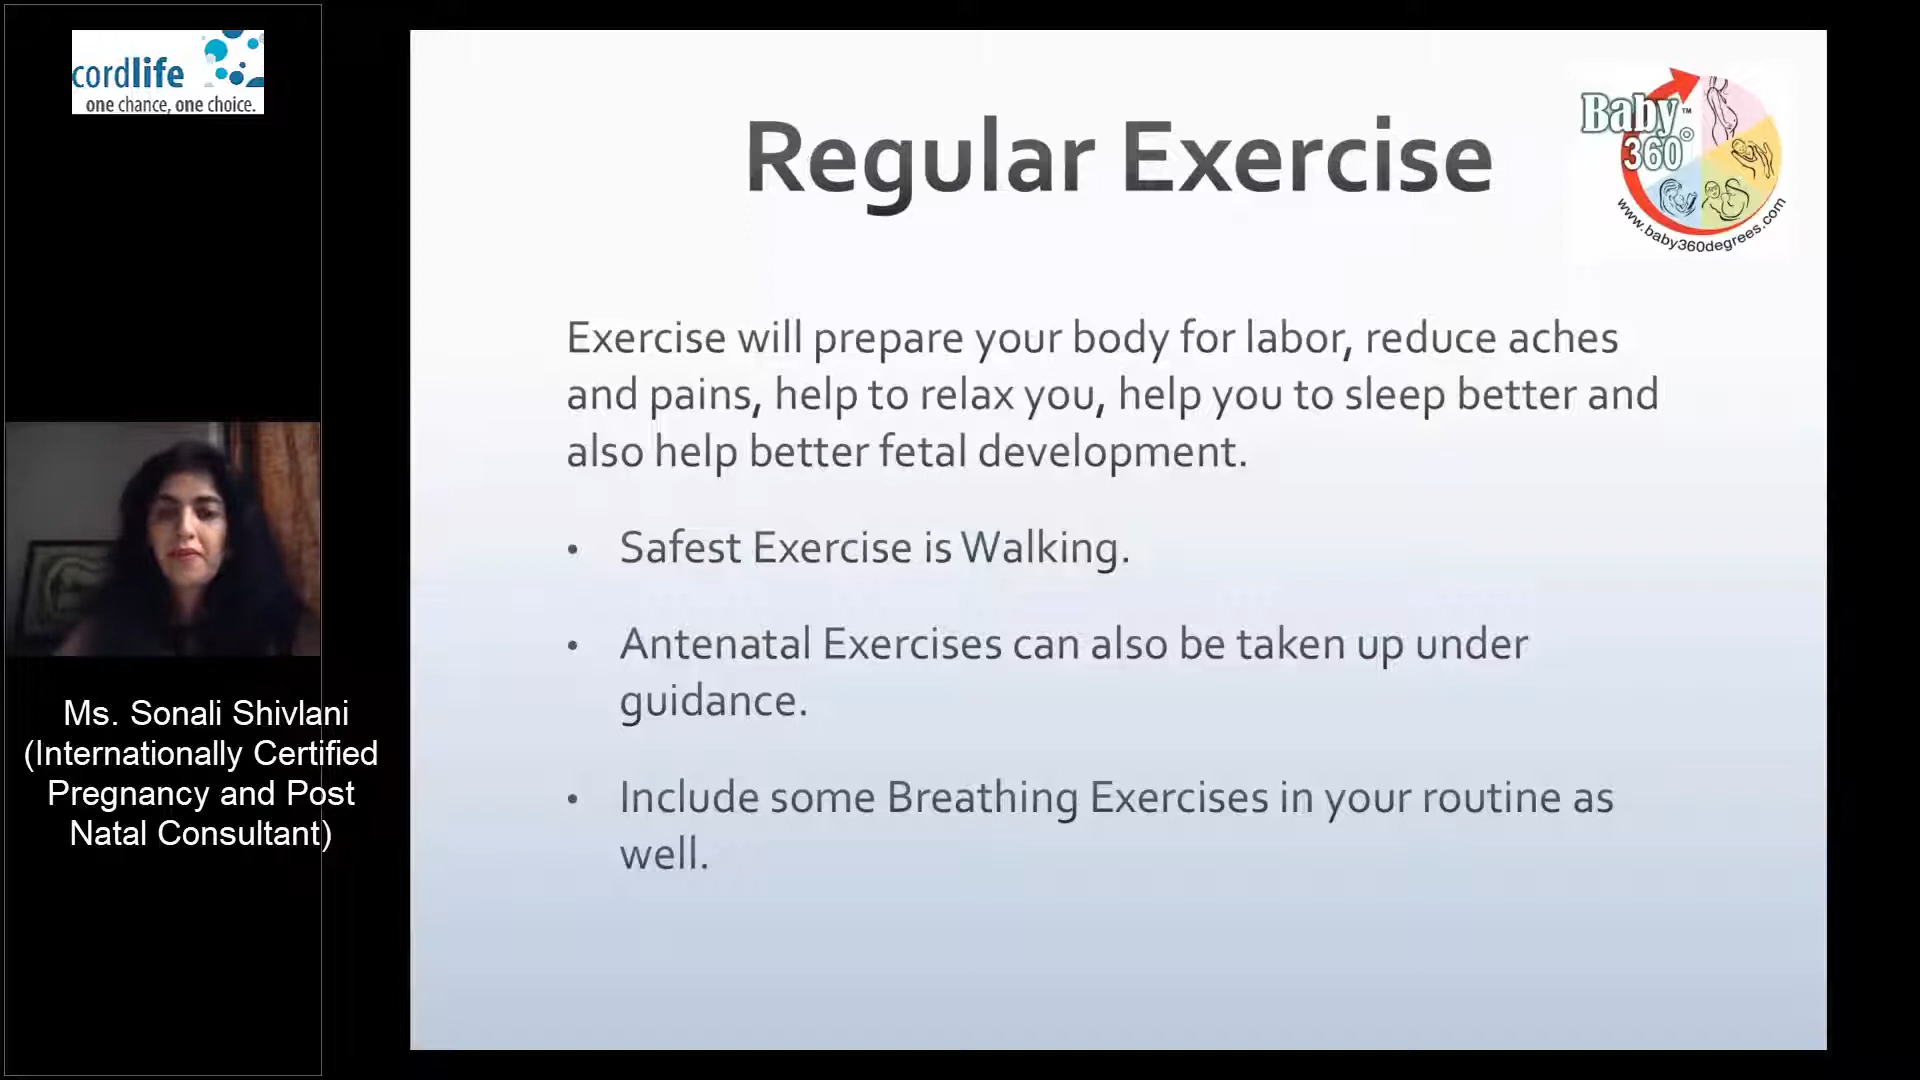 cordlife
one chance, one choice.
Ms. Sonali Shivlani
(Internationally Certified
Pregnancy and Post
Natal Consultant)
Regular Exercise
Baby™
360°
www.baby360degrees.com
Exercise will prepare your body for labor, reduce aches
and pains, help to relax you, help you to sleep better and
also help better fetal development.
• Safest Exercise is Walking.
• Antenatal Exercises can also be taken up under
guidance.
• Include some Breathing Exercises in your routine as
well.